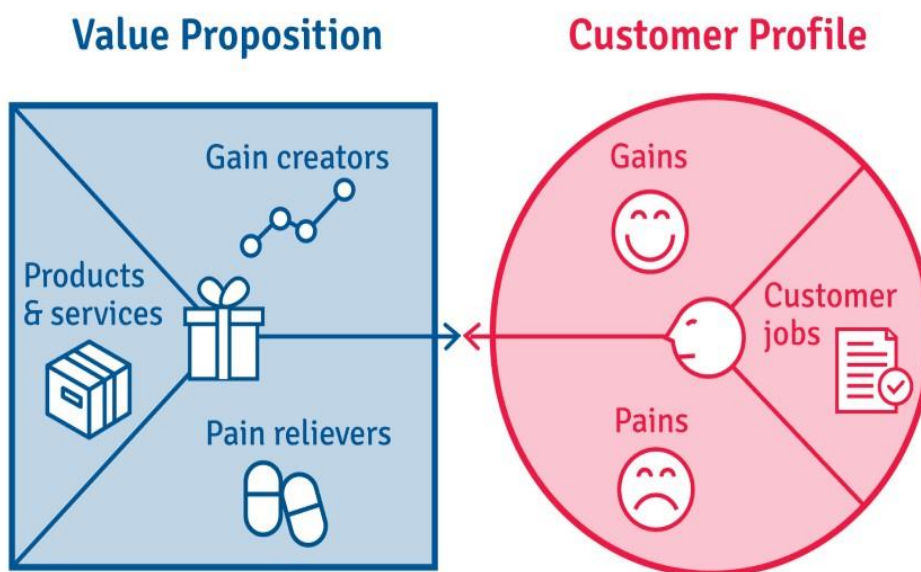 Value Proposition
Gain creators
Products
& services
Pain relievers
Customer Profile
Gains
Customer
jobs
Pains